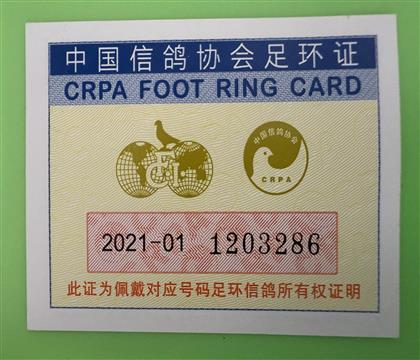 中国信鸽协会足环证
CRPA FOOT RING CARD
FCI
中国信鸽协会
CRPA
2021-01 1203286
此证为佩戴对应号码足环信鸽所有权证明